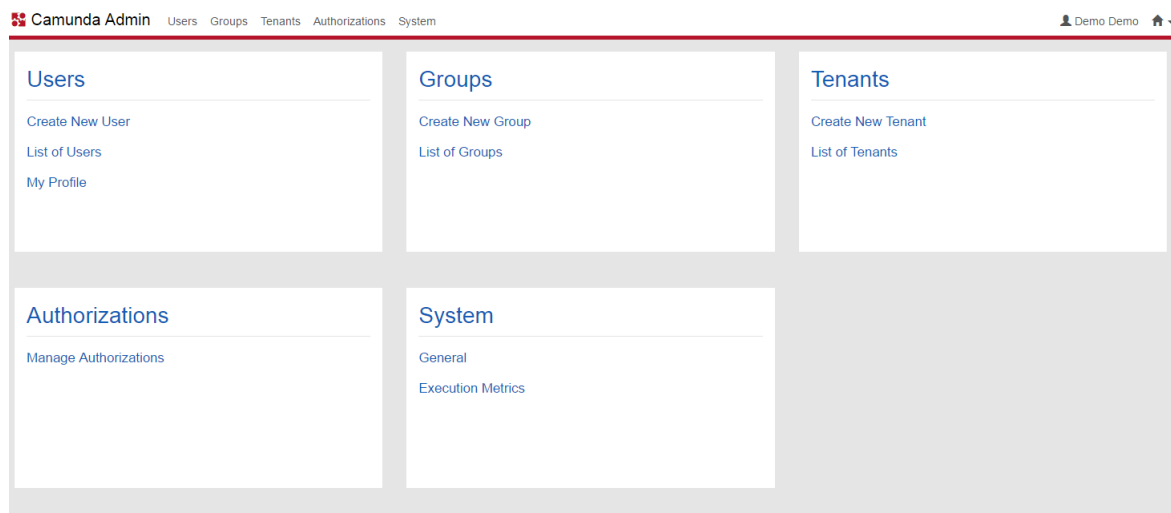 Camunda Admin Users Groups Tenants Authorizations System Demo Demo
Users
Create New User
List of Users
My Profile
Groups
Create New Group
List of Groups
Tenants
Create New Tenant
List of Tenants
Authorizations
Manage Authorizations
System
General
Execution Metrics